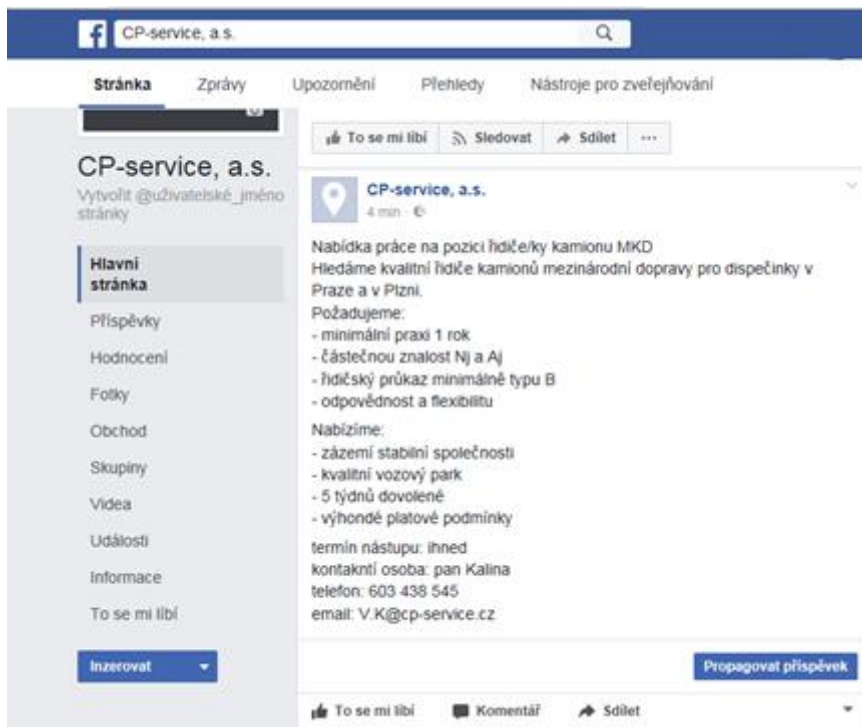 CP-service, a.s.
Stránka Zprávy Upozornění Přehledy Nástroje pro zveřejňování
To se mi líbí Sledovat Sdílet ...
CP-service, a.s.
Vytvořit @uživatelské_jméno
stránky
Hlavní
stránka
Příspěvky
Hodnocení
Fotky
Obchod
Skupiny
Videa
Události
Informace
To se mi líbí
Inzerovat
CP-service, a.s.
4 min
Nabídka práce na pozici řidiče/ky kamionu MKD
Hledáme kvalitní řidiče kamionů mezinárodní dopravy pro dispečinky v
Praze a v Plzni.
Požadujeme:
- minimální praxi 1 rok
- částečnou znalost Nj a Aj
- řidičský průkaz minimálně typu B
- odpovědnost a flexibilitu
Nabízíme:
- zázemí stabilní společnosti
- kvalitní vozový park
- 5 týdnů dovolené
- výhondé platové podmínky
termín nástupu: ihned
kontakntí osoba: pan Kalina
telefon: 603 438 545
email: V.K@cp-service.cz
Propagovat příspěvek
To se mi líbí Komentář Sdílet